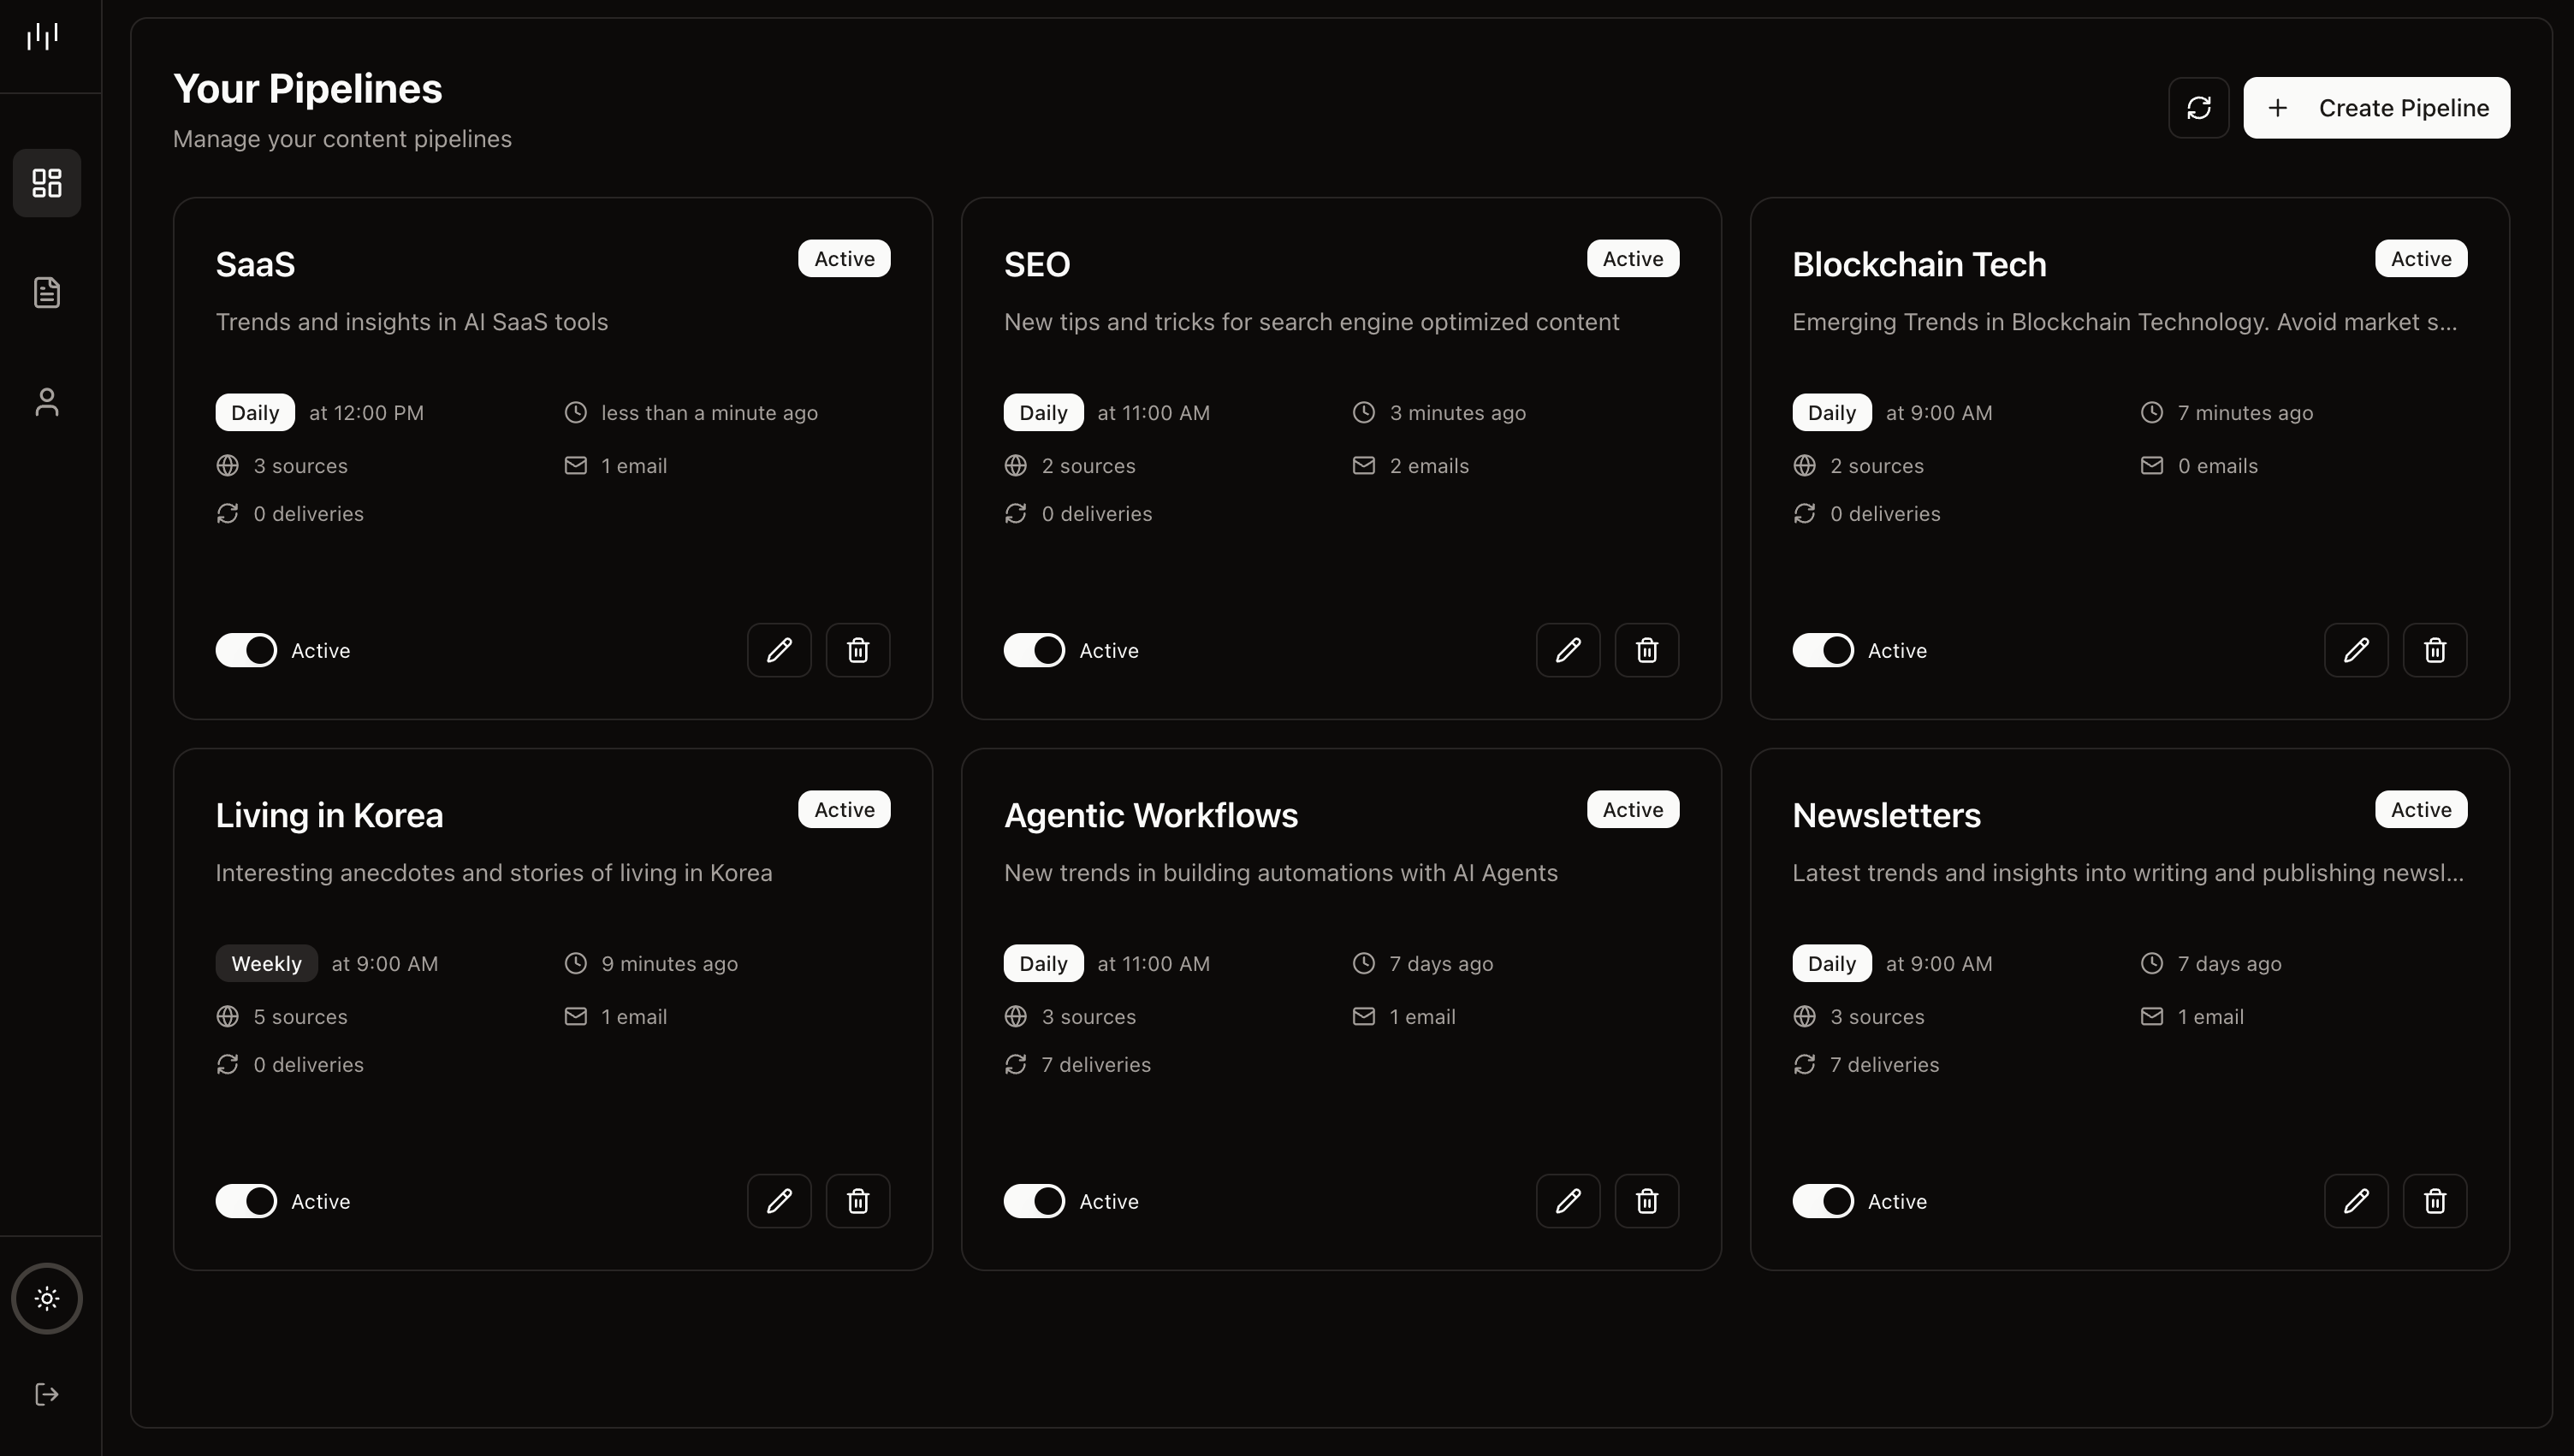 Your Pipelines
Manage your content pipelines
Create Pipeline
SaaS
Active
Trends and insights in AI SaaS tools
Daily at 12:00 PM
less than a minute ago
3 sources
1 email
0 deliveries
Active
SEO
Active
New tips and tricks for search engine optimized content
Daily at 11:00 AM
3 minutes ago
2 sources
2 emails
0 deliveries
Active
Blockchain Tech
Active
Emerging Trends in Blockchain Technology. Avoid market s...
Daily at 9:00 AM
7 minutes ago
2 sources
0 emails
0 deliveries
Active
Living in Korea
Active
Interesting anecdotes and stories of living in Korea
Weekly at 9:00 AM
9 minutes ago
5 sources
1 email
0 deliveries
Active
Agentic Workflows
Active
New trends in building automations with AI Agents
Daily at 11:00 AM
7 days ago
3 sources
1 email
7 deliveries
Active
Newsletters
Active
Latest trends and insights into writing and publishing newsl...
Daily at 9:00 AM
7 days ago
3 sources
1 email
7 deliveries
Active